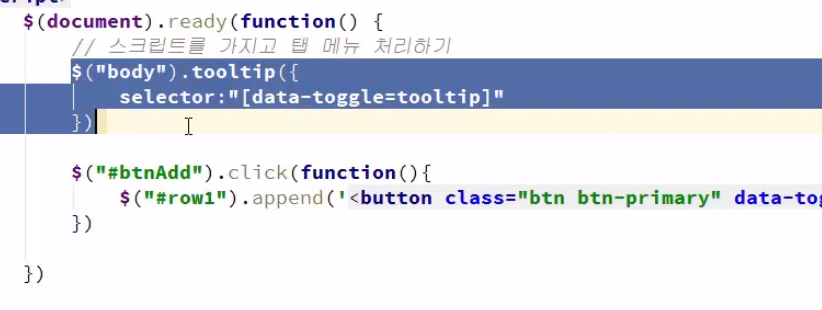 $(document).ready(function() {
// 스크립트를 가지고 탭 메뉴 처리하기
$("body").tooltip({
selector:"[data-toggle=tooltip]"
})
$("#btnAdd").click(function(){
$("#row1").append('<button class="btn btn-primary" data-tog
})
})